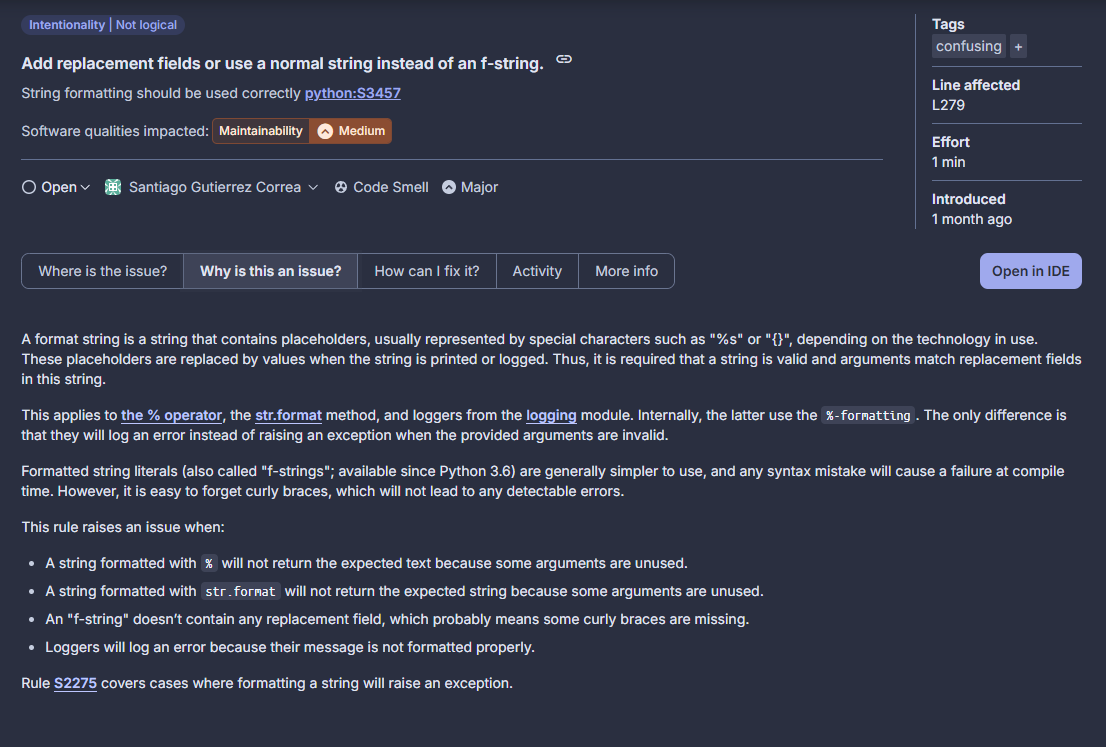 Intentionality | Not logical
Add replacement fields or use a normal string instead of an f-string.
String formatting should be used correctly python:S3457
Software qualities impacted: Maintainability Medium
Open Santiago Gutierrez Correa Code Smell Major
Tags
confusing +
Line affected
L279
Effort
1 min
Introduced
1 month ago
Where is the issue? Why is this an issue? How can I fix it? Activity More info Open in IDE
A format string is a string that contains placeholders, usually represented by special characters such as "%s" or "{}", depending on the technology in use.
These placeholders are replaced by values when the string is printed or logged. Thus, it is required that a string is valid and arguments match replacement fields
in this string.
This applies to the % operator, the str.format method, and loggers from the logging module. Internally, the latter use the %-formatting. The only difference is
that they will log an error instead of raising an exception when the provided arguments are invalid.
Formatted string literals (also called "f-strings"; available since Python 3.6) are generally simpler to use, and any syntax mistake will cause a failure at compile
time. However, it is easy to forget curly braces, which will not lead to any detectable errors.
This rule raises an issue when:
• A string formatted with % will not return the expected text because some arguments are unused.
• A string formatted with str.format will not return the expected string because some arguments are unused.
• An "f-string" doesn’t contain any replacement field, which probably means some curly braces are missing.
• Loggers will log an error because their message is not formatted properly.
Rule S2275 covers cases where formatting a string will raise an exception.